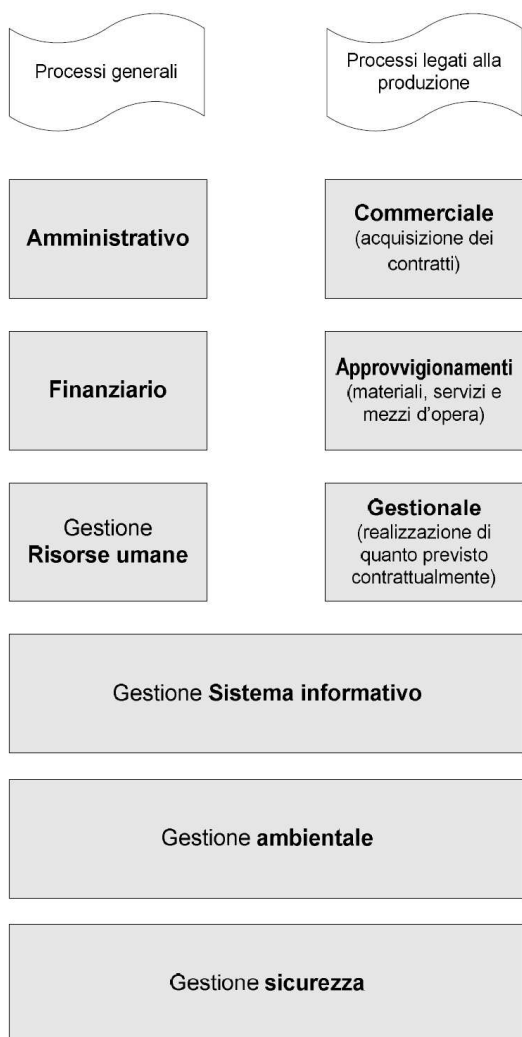 Processi generali
Processi legati alla
produzione
Amministrativo
Commerciale
(acquisizione dei
contratti)
Finanziario
Approvvigionamenti
(materiali, servizi e
mezzi d'opera)
Gestione
Risorse umane
Gestionale
(realizzazione di
quanto previsto
contrattualmente)
Gestione Sistema informativo
Gestione ambientale
Gestione sicurezza